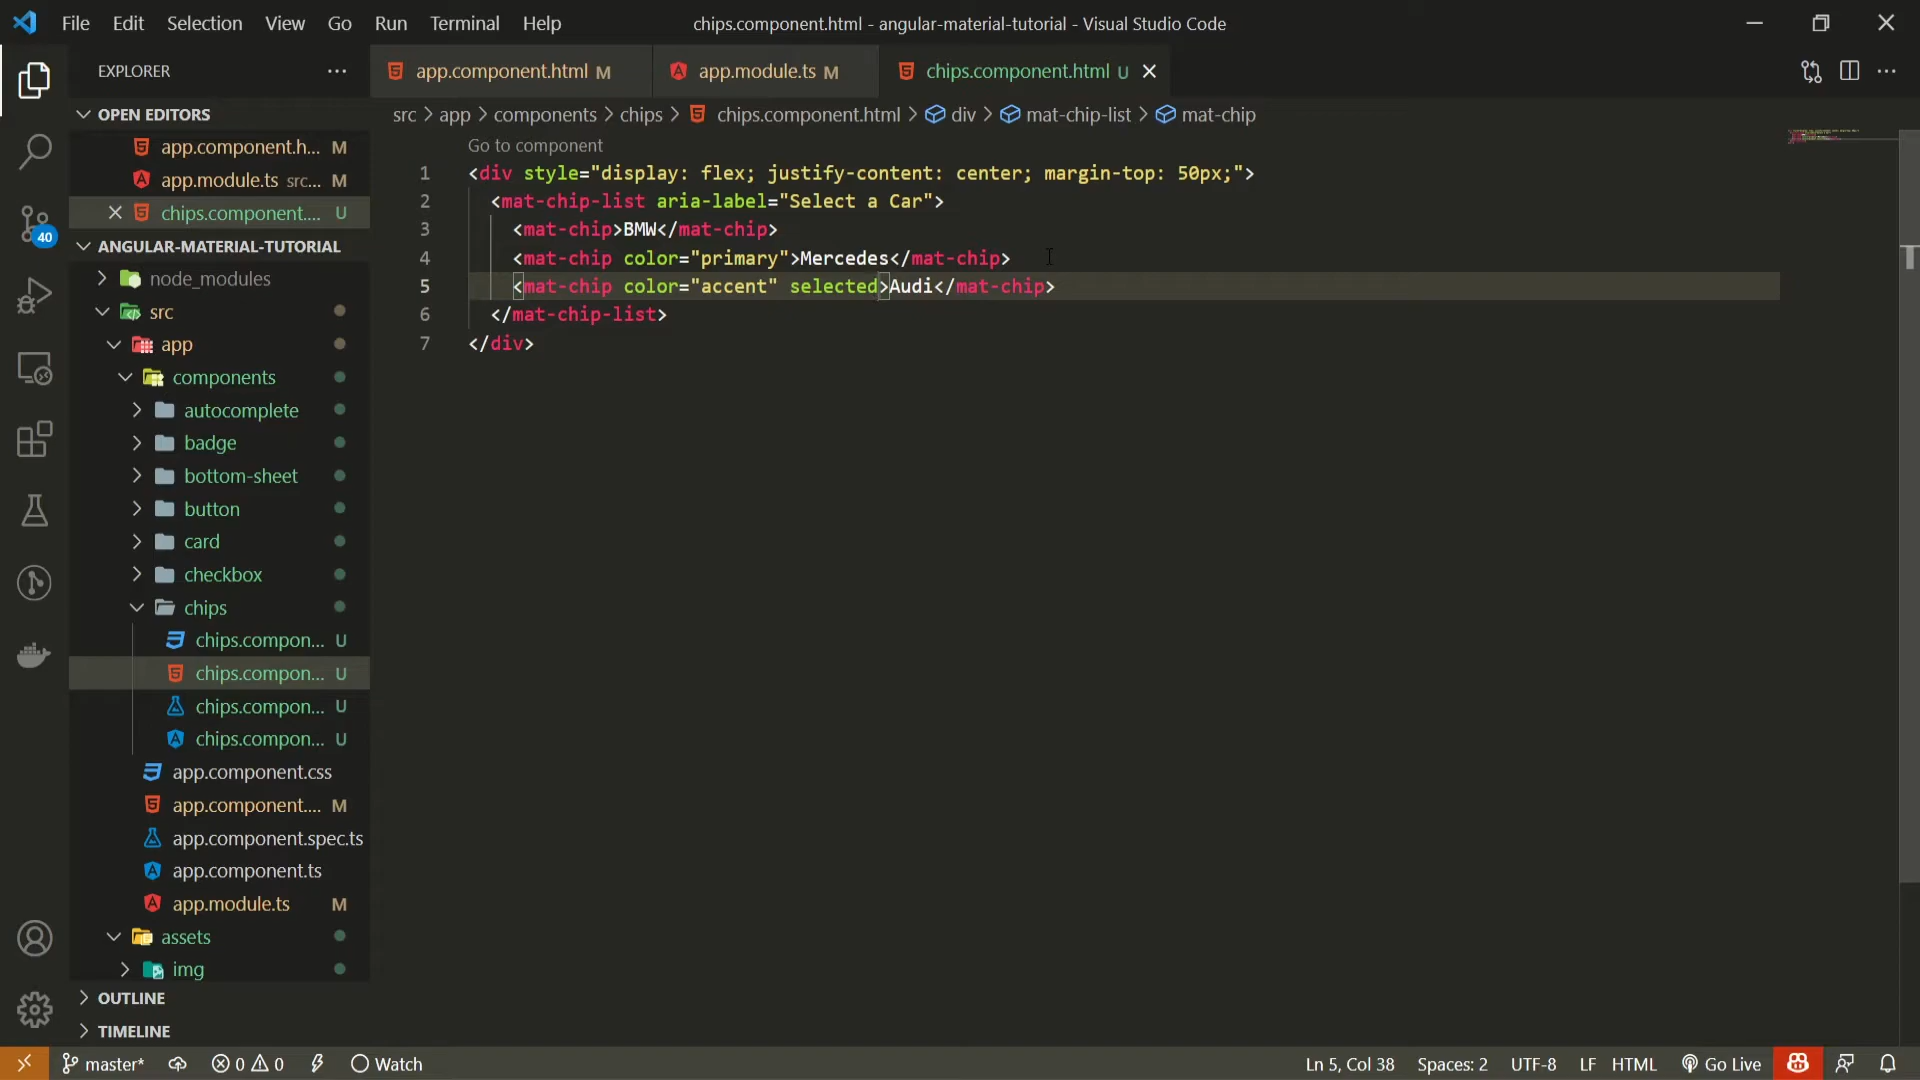 File Edit Selection View Go Run Terminal Help
chips.component.html - angular-material-tutorial - Visual Studio Code
EXPLORER
OPEN EDITORS
app.component.h... M
app.module.ts src... M
chips.component.... U
ANGULAR-MATERIAL-TUTORIAL
node_modules
src
app
components
autocomplete
badge
bottom-sheet
button
card
checkbox
chips
chips.compon... U
chips.compon... U
chips.compon... U
chips.compon... U
app.component.css
app.component.... M
app.component.spec.ts
app.component.ts
app.module.ts M
assets
img
OUTLINE
TIMELINE
40
app.component.html M
app.module.ts M
chips.component.html U
src > app > components > chips > chips.component.html > div > mat-chip-list > mat-chip
Go to component
1 <div style="display: flex; justify-content: center; margin-top: 50px;">
2 <mat-chip-list aria-label="Select a Car">
3 <mat-chip>BMW</mat-chip>
4 <mat-chip color="primary">Mercedes</mat-chip>
5 <mat-chip color="accent" selected>Audi</mat-chip>
6 </mat-chip-list>
7 </div>
master* 0 0 Watch
Ln 5, Col 38 Spaces: 2 UTF-8 LF HTML Go Live